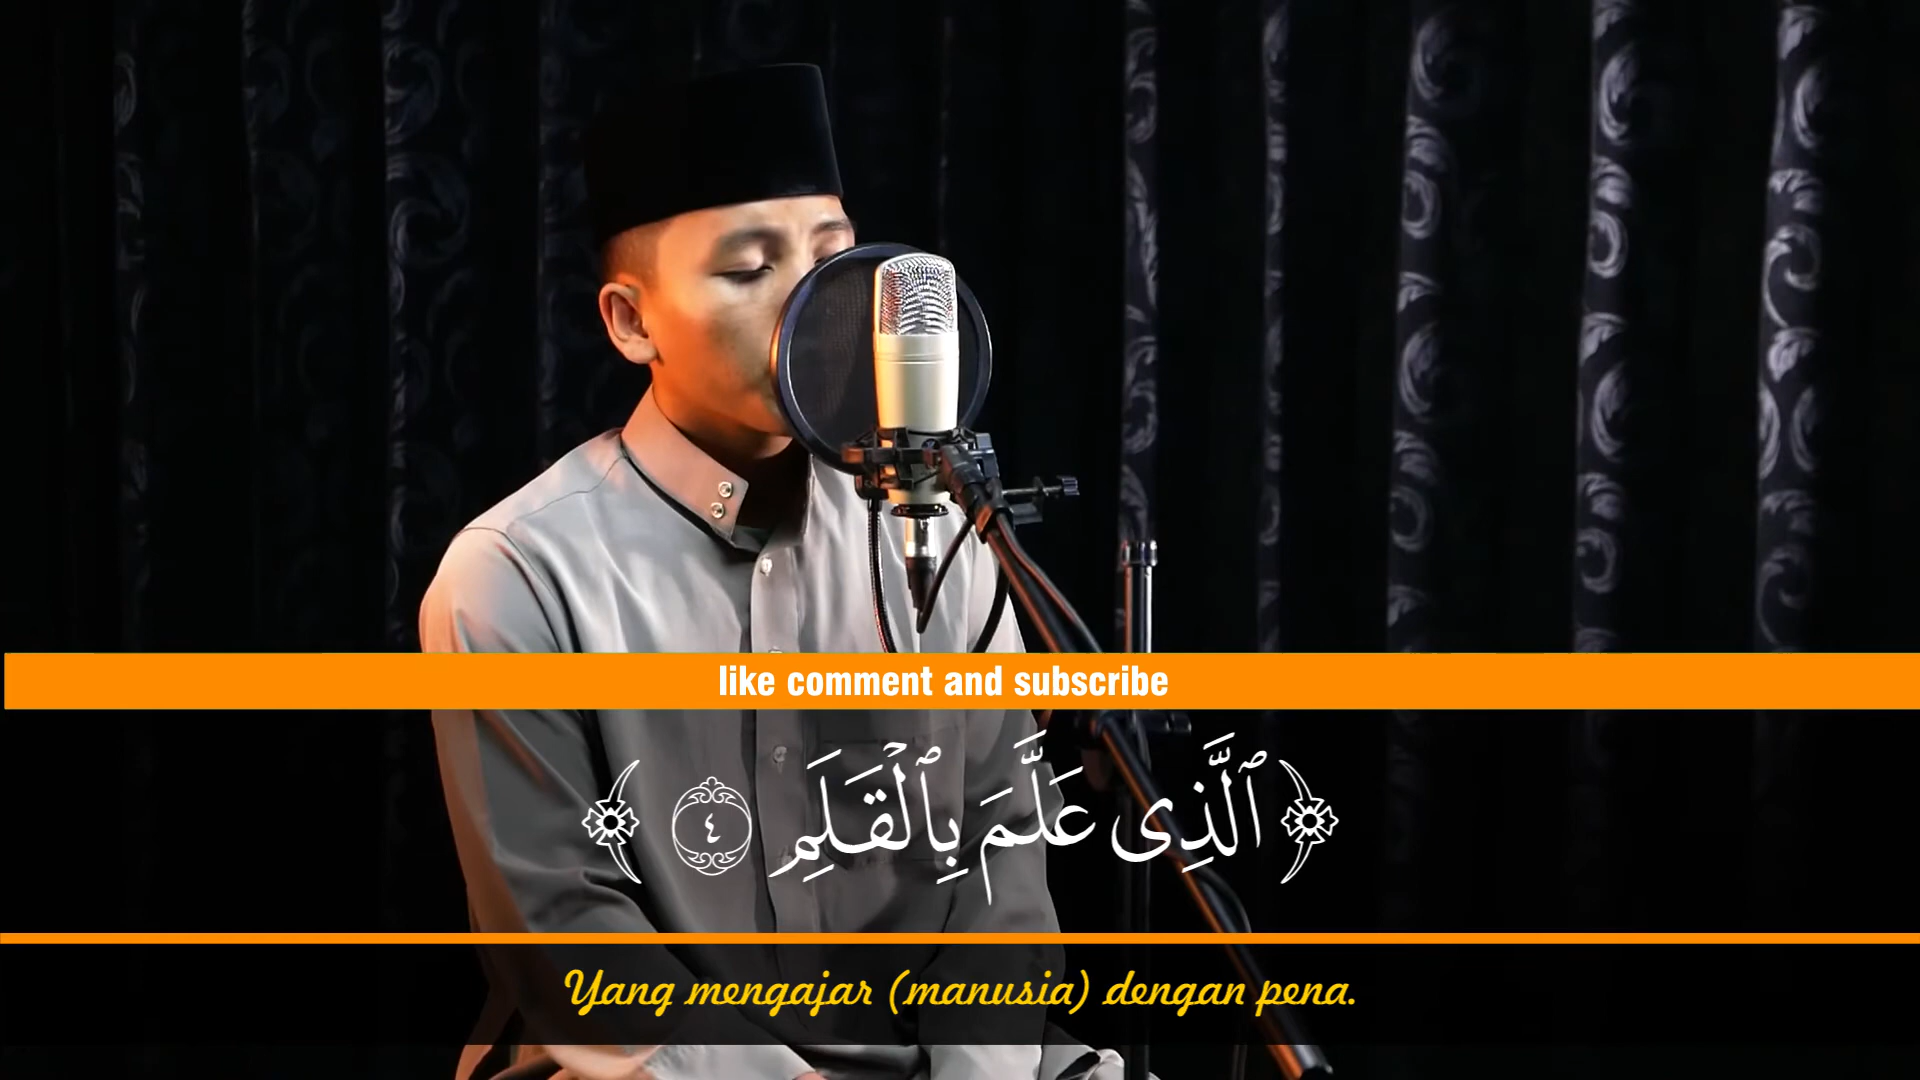 like comment and subscribe
﴿ ٱلَّذِى عَلَّمَ بِٱلْقَلَمِ ٤ ﴾
Yang mengajar (manusia) dengan pena.